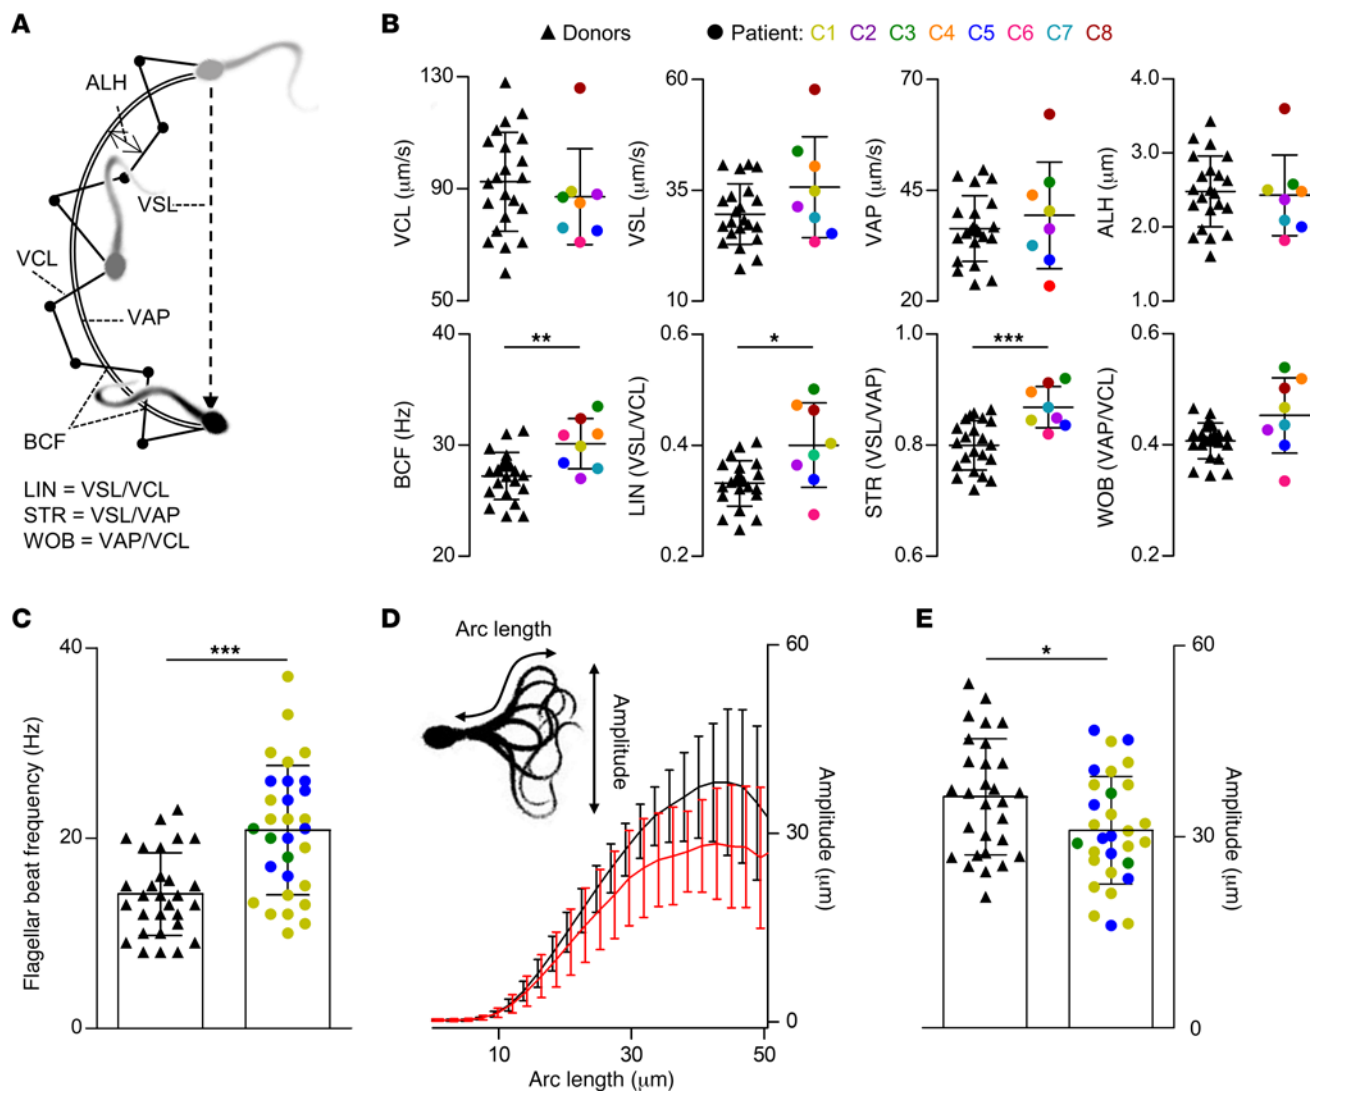 A
ALH
VSL
VCL
VAP
BCF
LIN = VSL/VCL
STR = VSL/VAP
WOB = VAP/VCL
B
▲ Donors ● Patient: C1 C2 C3 C4 C5 C6 C7 C8
VCL (μm/s)
130
90
50
VSL (μm/s)
60
35
10
VAP (μm/s)
70
45
20
ALH (μm)
4.0
3.0
2.0
1.0
BCF (Hz)
40
30
20
**
LIN (VSL/VCL)
0.6
0.4
0.2
*
STR (VSL/VAP)
1.0
0.8
0.6
***
WOB (VAP/VCL)
0.6
0.4
0.2
C
Flagellar beat frequency (Hz)
40
20
0
***
D
Arc length
Amplitude
60
30
0
Amplitude (μm)
10 30 50
Arc length (μm)
E
*
60
30
0
Amplitude (μm)